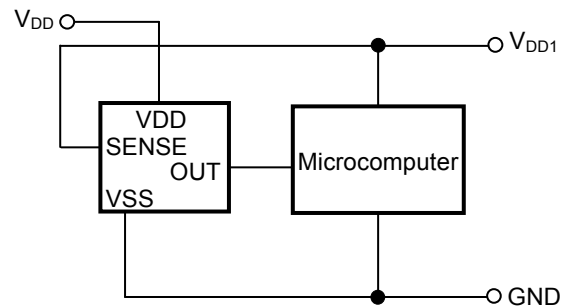 VDD
VDD1
VDD
SENSE
OUT
Microcomputer
VSS
GND